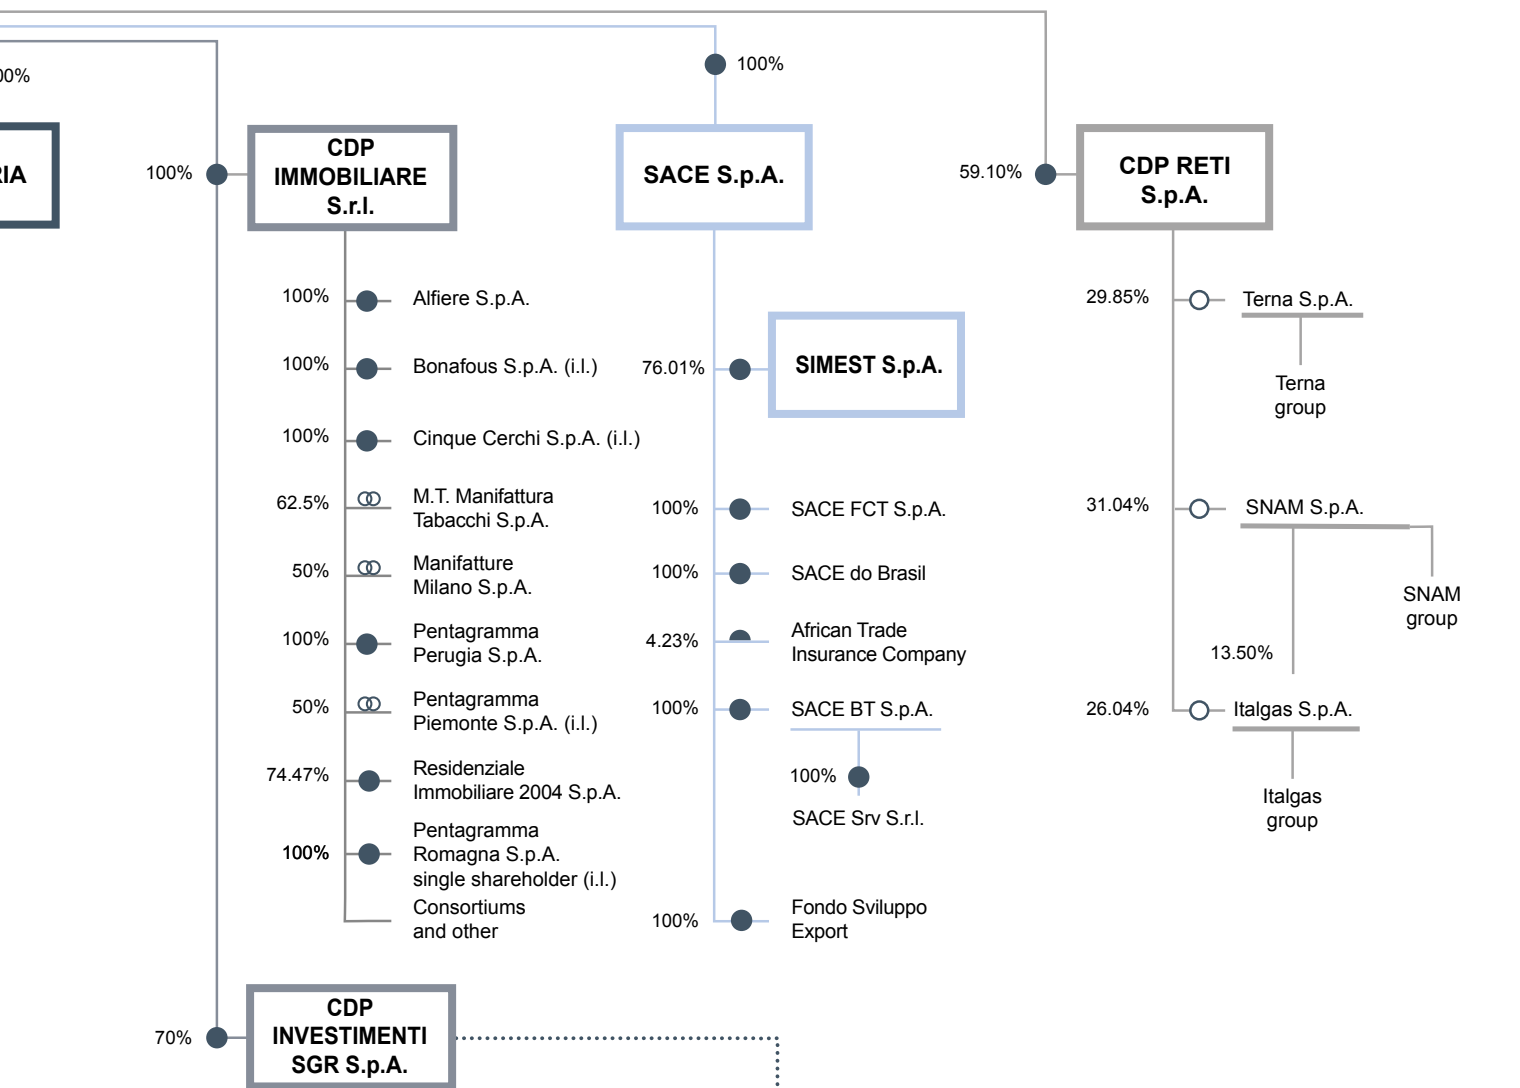 00%
RIA
100%
CDP
IMMOBILIARE
S.r.l.
100%
Alfiere S.p.A.
100%
Bonafous S.p.A. (i.l.)
100%
Cinque Cerchi S.p.A. (i.l.)
62.5%
M.T. Manifattura
Tabacchi S.p.A.
50%
Manifatture
Milano S.p.A.
100%
Pentagramma
Perugia S.p.A.
50%
Pentagramma
Piemonte S.p.A. (i.l.)
74.47%
Residenziale
Immobiliare 2004 S.p.A.
100%
Pentagramma
Romagna S.p.A.
single shareholder (i.l.)
Consortiums
and other
70%
CDP
INVESTIMENTI
SGR S.p.A.
100%
SACE S.p.A.
76.01%
SIMEST S.p.A.
100%
SACE FCT S.p.A.
100%
SACE do Brasil
4.23%
African Trade
Insurance Company
100%
SACE BT S.p.A.
100%
SACE Srv S.r.l.
100%
Fondo Sviluppo
Export
59.10%
CDP RETI
S.p.A.
29.85%
Terna S.p.A.
Terna
group
31.04%
SNAM S.p.A.
SNAM
group
13.50%
26.04%
Italgas S.p.A.
Italgas
group